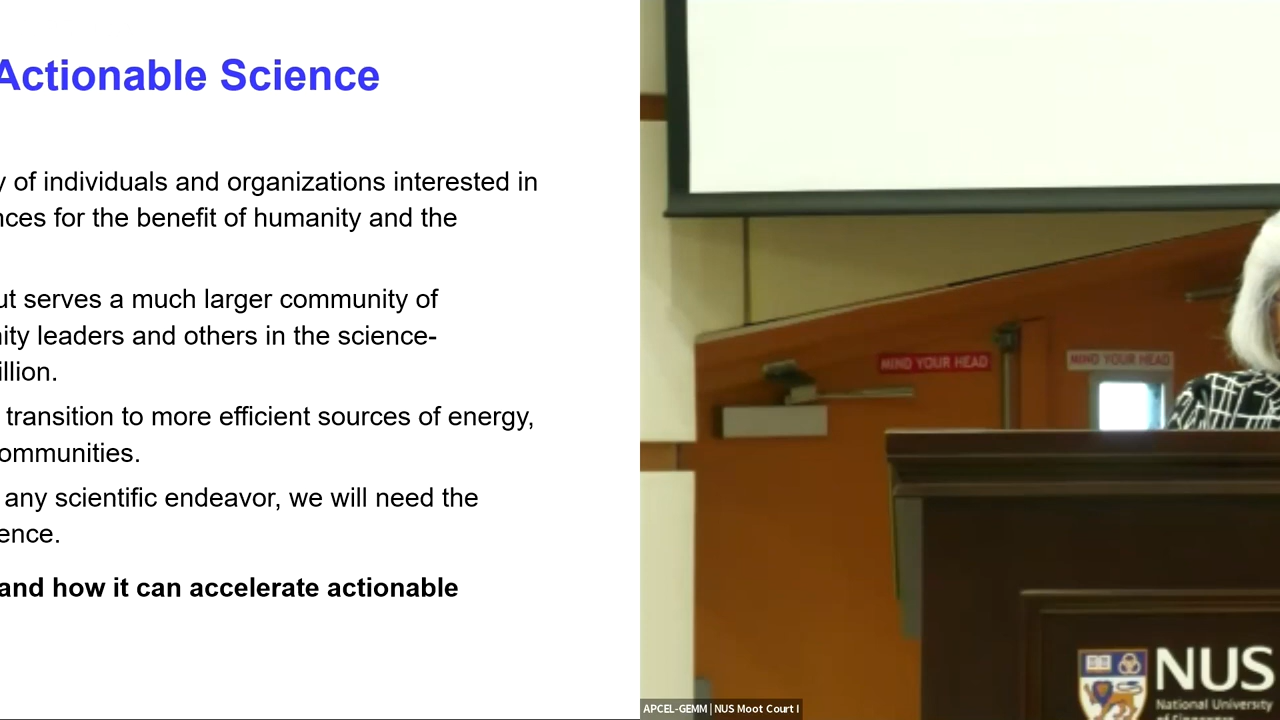 Actionable Science
y of individuals and organizations interested in
nces for the benefit of humanity and the
ut serves a much larger community of
ity leaders and others in the science-
illion.
transition to more efficient sources of energy,
ommunities.
any scientific endeavor, we will need the
ence.
and how it can accelerate actionable
MIND YOUR HEAD
MIND YOUR HEAD
NUS
National University
of Singapore
APCEL-GEMM | NUS Moot Court I